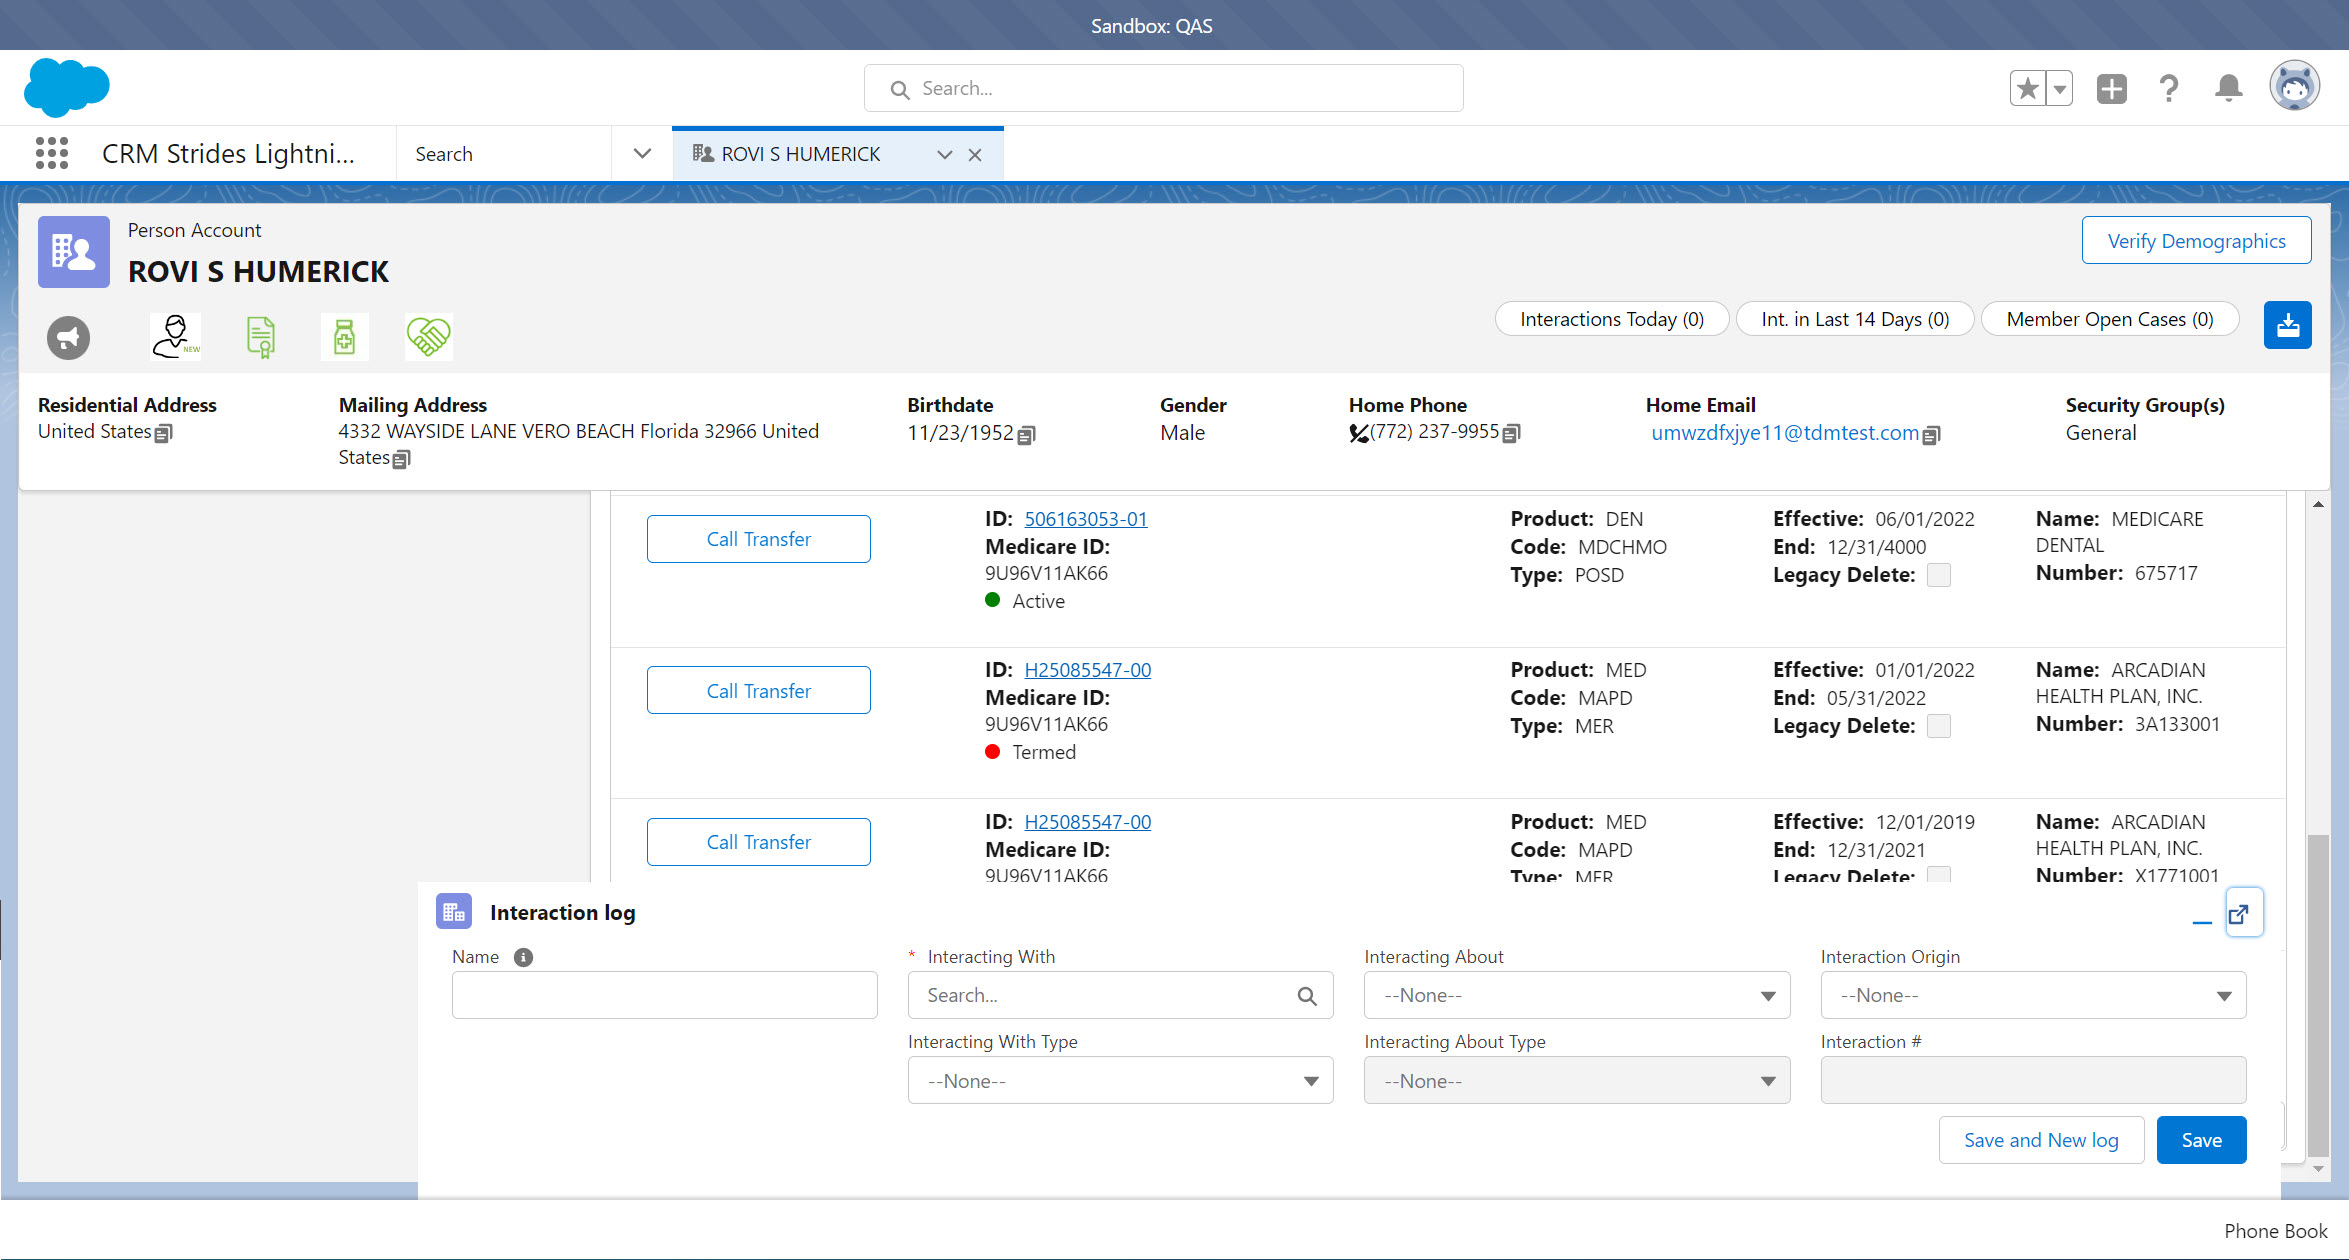 Sandbox: QAS
Search...
CRM Strides Lightni...
Search
ROVI S HUMERICK
Person Account
ROVI S HUMERICK
Verify Demographics
NEW
Interactions Today (0)
Int. in Last 14 Days (0)
Member Open Cases (0)
Residential Address
United States
Mailing Address
4332 WAYSIDE LANE VERO BEACH Florida 32966 United
States
Birthdate
11/23/1952
Gender
Male
Home Phone
(772) 237-9955
Home Email
umwzdfxjye11@tdmtest.com
Security Group(s)
General
Call Transfer
ID: 506163053-01
Medicare ID:
9U96V11AK66
Active
Product: DEN
Code: MDCHMO
Type: POSD
Effective: 06/01/2022
End: 12/31/4000
Legacy Delete:
Name: MEDICARE
DENTAL
Number: 675717
Call Transfer
ID: H25085547-00
Medicare ID:
9U96V11AK66
Termed
Product: MED
Code: MAPD
Type: MER
Effective: 01/01/2022
End: 05/31/2022
Legacy Delete:
Name: ARCADIAN
HEALTH PLAN, INC.
Number: 3A133001
Call Transfer
ID: H25085547-00
Medicare ID:
9U96V11AK66
Product: MED
Code: MAPD
Type: MER
Effective: 12/01/2019
End: 12/31/2021
Legacy Delete:
Name: ARCADIAN
HEALTH PLAN, INC.
Number: X1771001
Interaction log
Name
* Interacting With
Search...
Interacting About
--None--
Interaction Origin
--None--
Interacting With Type
--None--
Interacting About Type
--None--
Interaction #
Save and New log
Save
Phone Book